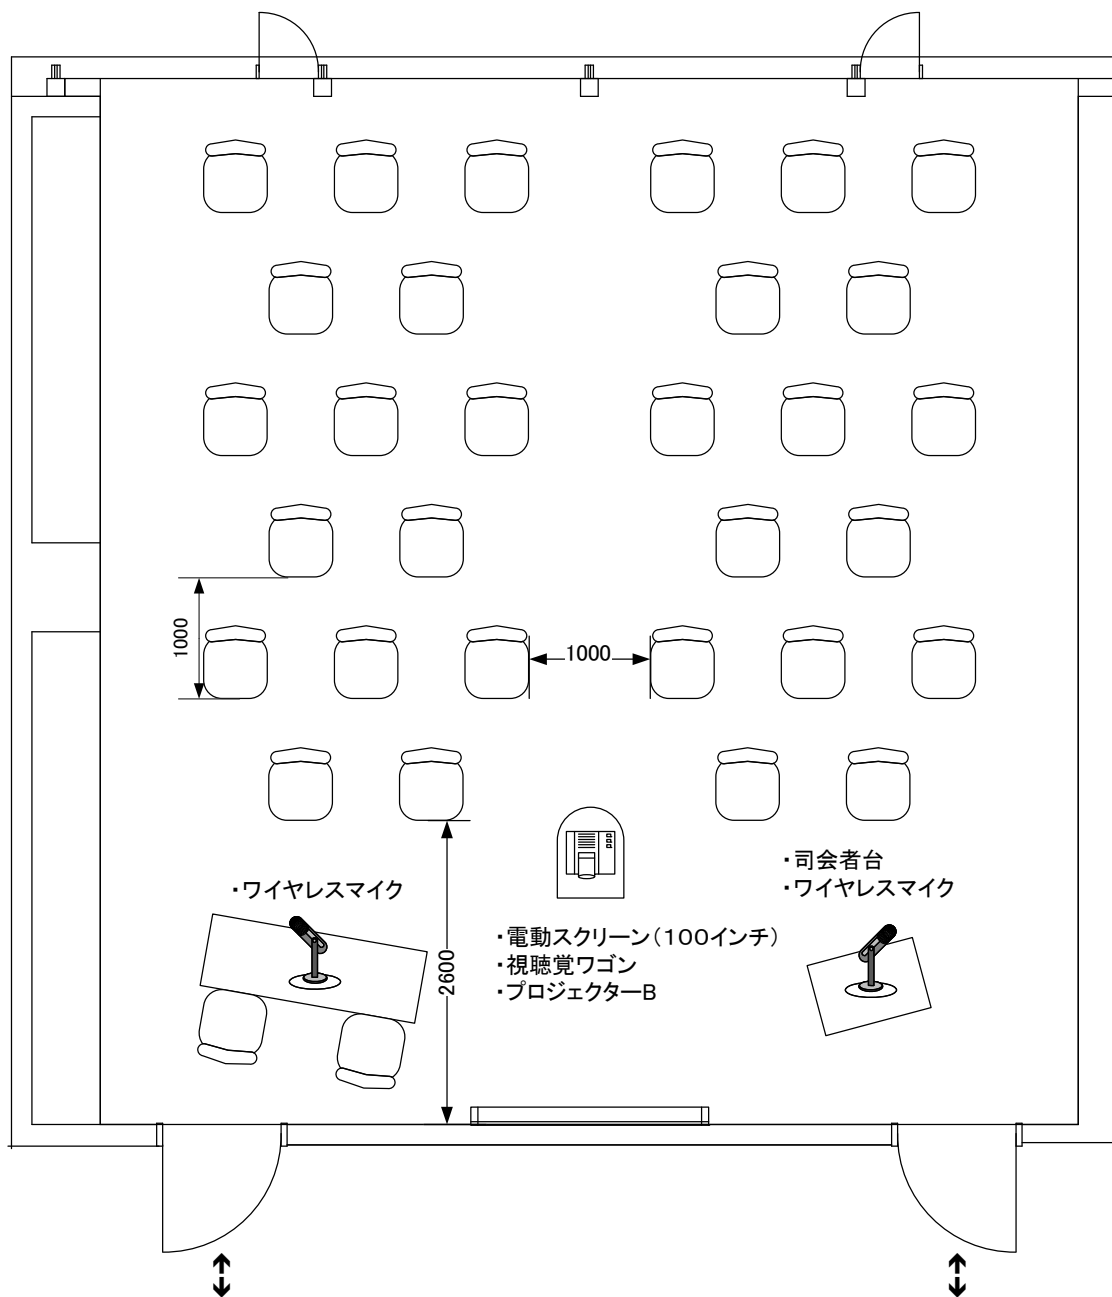 1000
1000
・司会者台
・ワイヤレスマイク
・ワイヤレスマイク
2600
・電動スクリーン(100インチ)
・視聴覚ワゴン
・プロジェクターB